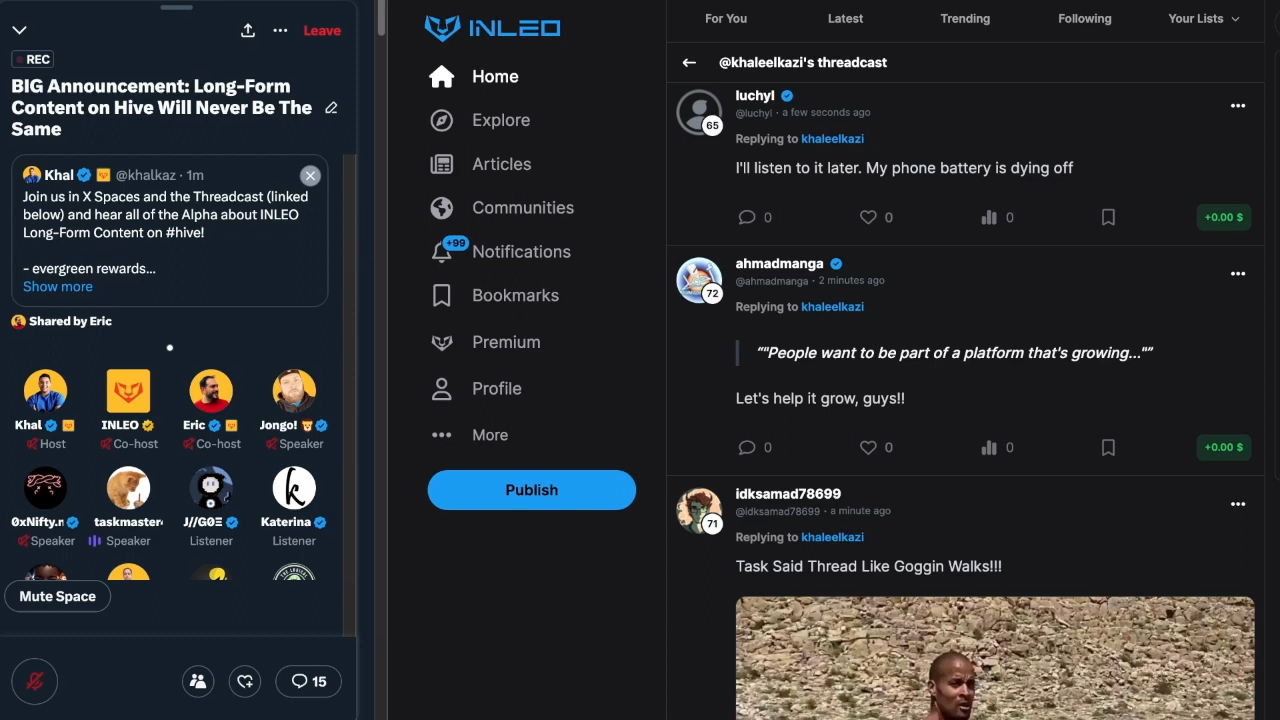 Leave
REC
BIG Announcement: Long-Form
Content on Hive Will Never Be The
Same
Khal @khalkaz · 1m
Join us in X Spaces and the Threadcast (linked
below) and hear all of the Alpha about INLEO
Long-Form Content on #hive!
- evergreen rewards...
Show more
Shared by Eric
Khal INLEO Eric Jongo!
Host Co-host Co-host Speaker
0xNifty.n taskmaster J//GΘΞ Katerina
Speaker Speaker Listener Listener
Mute Space
15
INLEO
Home
Explore
Articles
Communities
+99
Notifications
Bookmarks
Premium
Profile
More
Publish
For You Latest Trending Following Your Lists
@khaleelkazi's threadcast
luchyl
65
@luchyl · a few seconds ago
Replying to khaleelkazi
I'll listen to it later. My phone battery is dying off
0 0 0 +0.00 $
ahmadmanga
72
@ahmadmanga · 2 minutes ago
Replying to khaleelkazi
“"People want to be part of a platform that's growing..."”
Let's help it grow, guys!!
0 0 0 +0.00 $
idksamad78699
71
@idksamad78699 · a minute ago
Replying to khaleelkazi
Task Said Thread Like Goggin Walks!!!